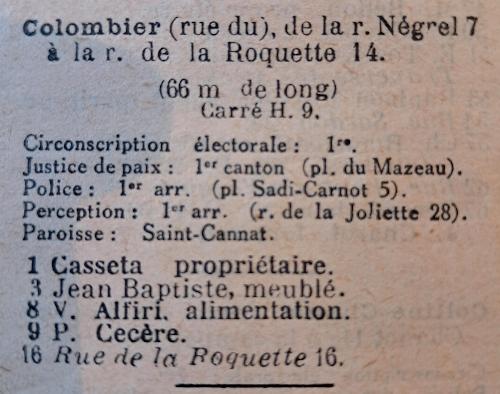 Colombier (rue du), de la r. Négrel 7
à la r. de la Roquette 14.
(66 m de long)
Carré H. 9.
Circonscription électorale : 1re.
Justice de paix : 1er canton (pl. du Mazeau).
Police : 1er arr. (pl. Sadi-Carnot 5).
Perception : 1er arr. (r. de la Joliette 28).
Paroisse : Saint-Cannat.
1 Casseta propriétaire.
3 Jean Baptiste, meublé.
8 V. Alfiri, alimentation.
9 P. Cecère.
16 Rue de la Roquette 16.